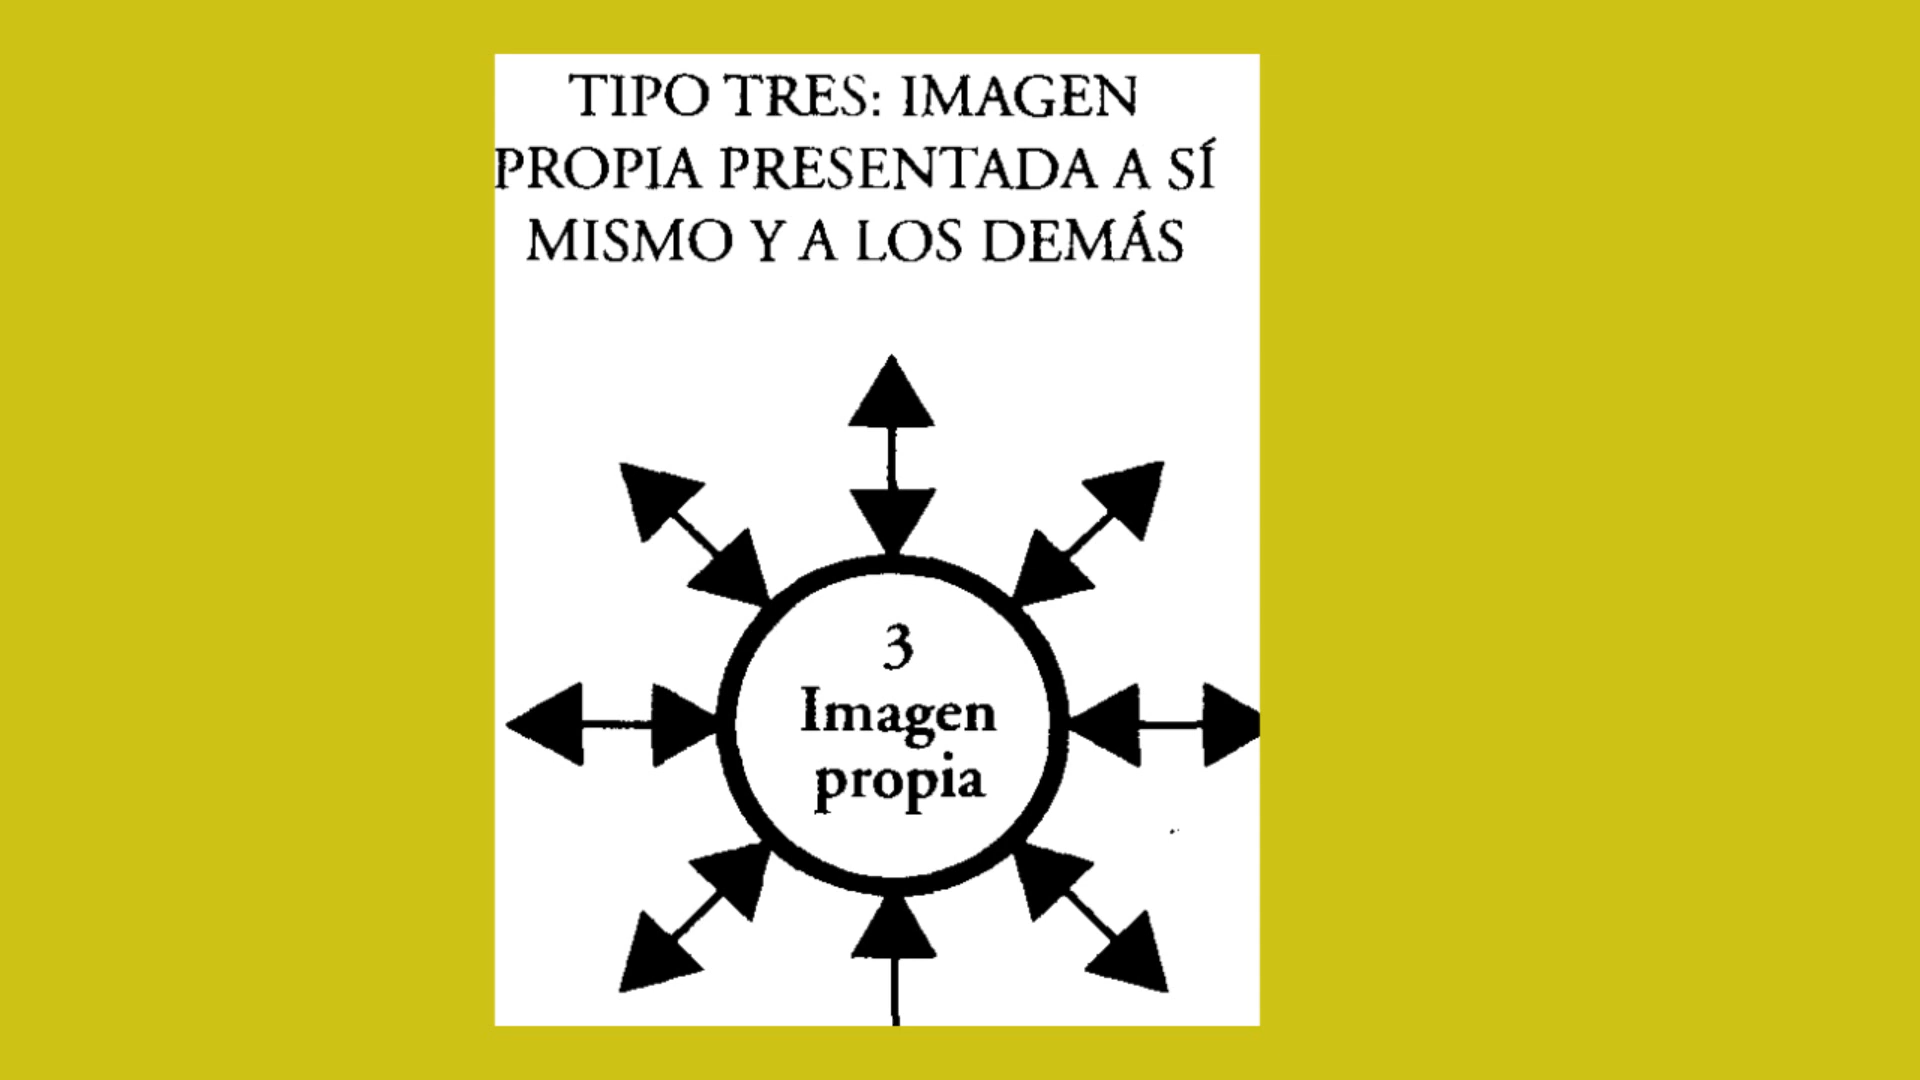 TIPO TRES: IMAGEN
PROPIA PRESENTADA A SÍ
MISMO Y A LOS DEMÁS
3
Imagen
propia